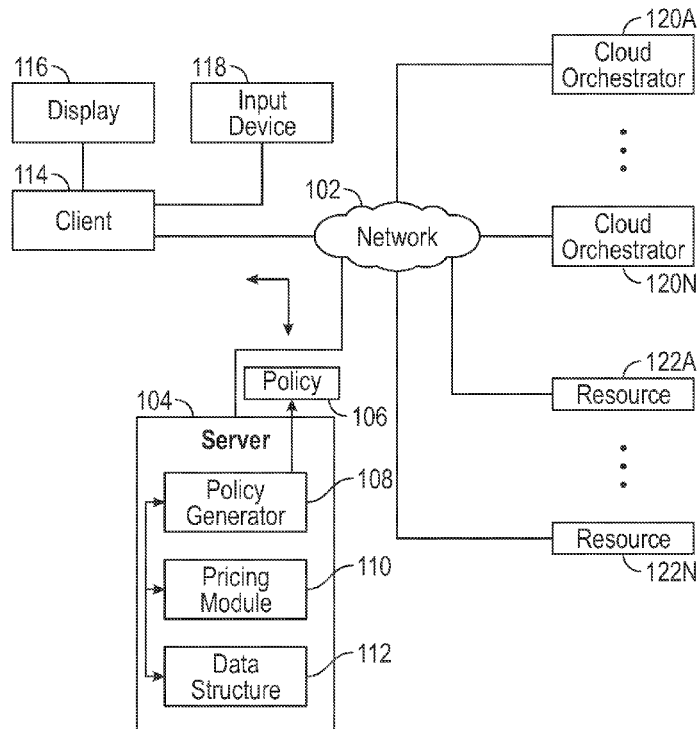 116
Display
118
Input
Device
114
Client
102
Network
120A
Cloud
Orchestrator
Cloud
Orchestrator
120N
122A
Resource
Resource
122N
Policy
106
104
Server
Policy
Generator
108
Pricing
Module
110
Data
Structure
112